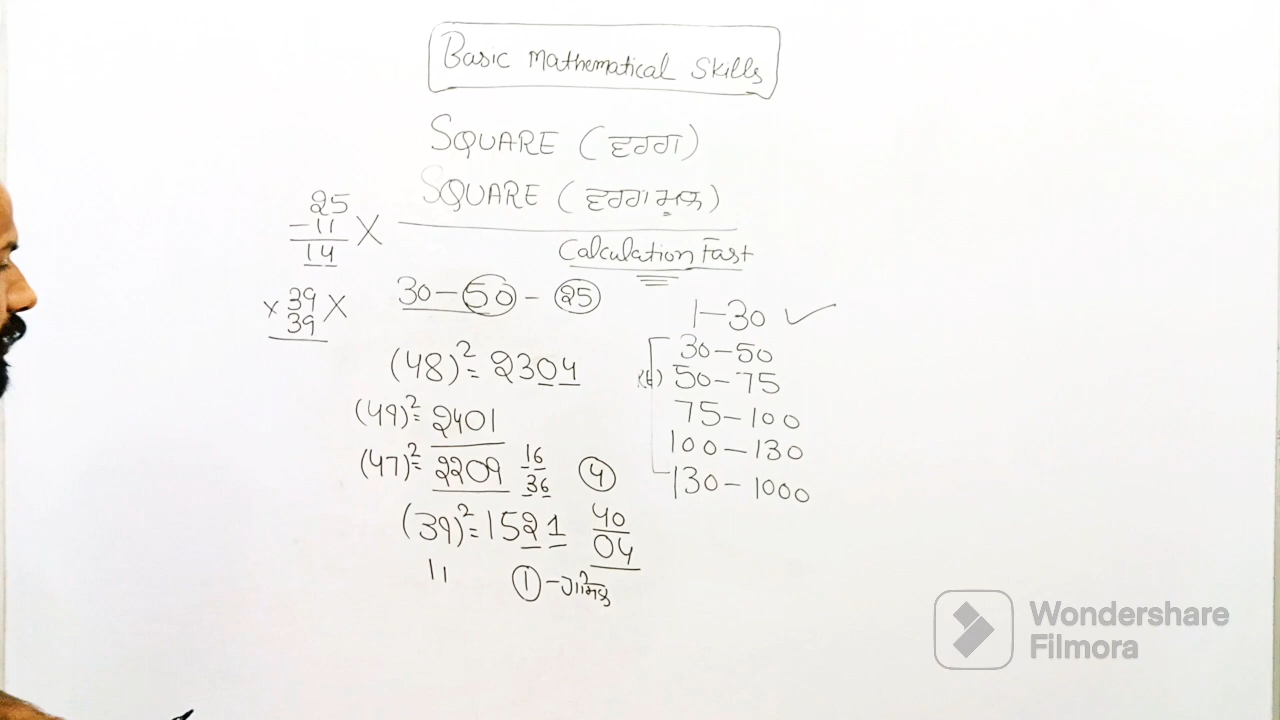 Basic Mathematical Skills
SQUARE (ਵਰਗ)
SQUARE (ਵਰਗਮੂਲ)
Calculation Fast
25
-11
14 ×
× 39 ×
39
30-50 - 25
(48)²= 2304
(49)²= 2401
(47)²= 2209 16
36 4
(39)²= 1521 40
04
11 1 -
1-30 ✓
30-50
50-75
75-100
100-130
130-1000
Wondershare
Filmora